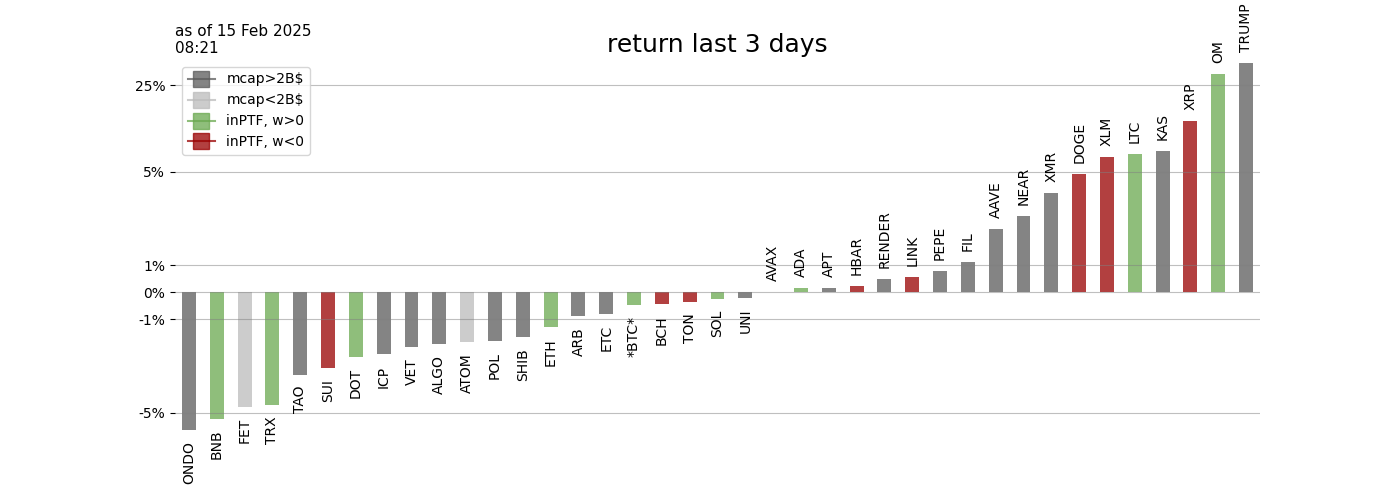 as of 15 Feb 2025
08:21
return last 3 days
mcap>2B$
mcap<2B$
inPTF, w>0
inPTF, w<0
25%
5%
1%
0%
-1%
-5%
ONDO
BNB
FET
TRX
TAO
SUI
DOT
ICP
VET
ALGO
ATOM
POL
SHIB
ETH
ARB
ETC
*BTC*
BCH
TON
SOL
UNI
AVAX
ADA
APT
HBAR
RENDER
LINK
PEPE
FIL
AAVE
NEAR
XMR
DOGE
XLM
LTC
KAS
XRP
OM
TRUMP